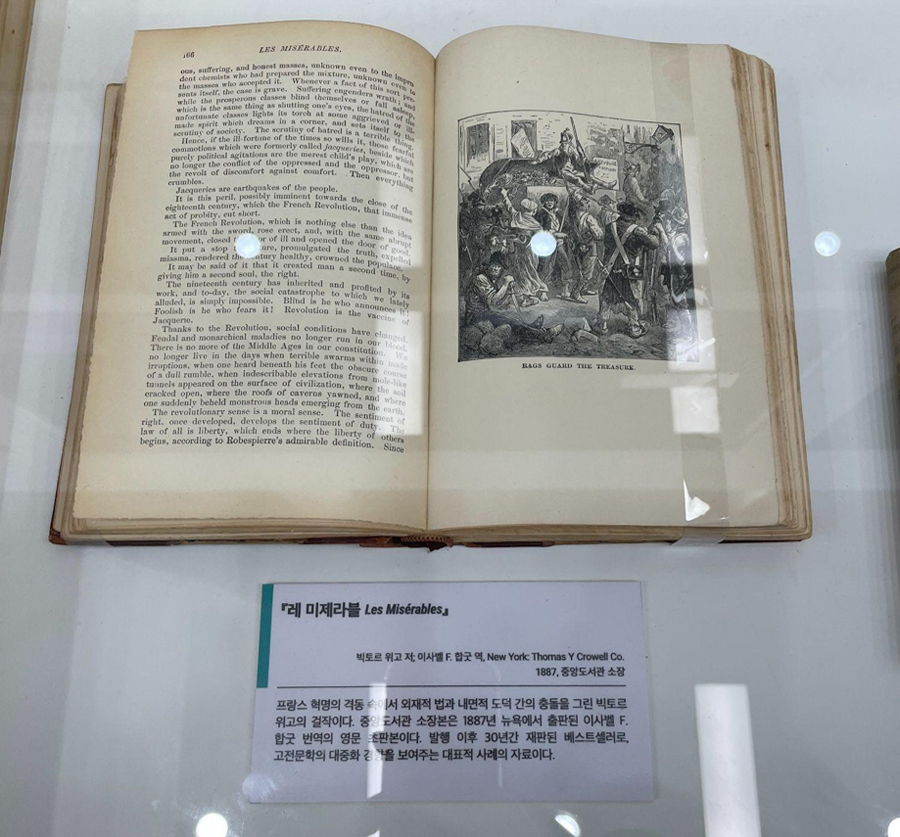 166
LES MISÉRABLES.
ous, suffering, and honest masses, unknown even to the impru
dent chemists who had prepared the mixture, unknown even to
the masses who accepted it. Whenever a fact of this sort pre-
sents itself, the case is grave. Suffering engenders wrath; and
while the prosperous classes blind themselves or fall asleep,
which is the same thing as shutting one's eyes, the hatred of the
unfortunate classes lights its torch at some aggrieved or ill-
made spirit which dreams in a corner, and sets itself to the
scrutiny of society. The scrutiny of hatred is a terrible thing.
Hence, if the ill-fortune of the times so wills it, those fearful
commotions which were formerly called jacqueries, beside which
purely political agitations are the merest child's play, which are
no longer the conflict of the oppressed and the oppressor, but
the revolt of discomfort against comfort. Then everything
crumbles.
Jacqueries are earthquakes of the people.
It is this peril, possibly imminent towards the close of the
eighteenth century, which the French Revolution, that immense
act of probity, cut short.
The French Revolution, which is nothing else than the idea
armed with the sword, rose erect, and, with the same abrupt
movement, closed the door of ill and opened the door of good.
It put a stop to torture, promulgated the truth, expelled
miasma, rendered the century healthy, crowned the populace.
It may be said of it that it created man a second time, by
giving him a second soul, the right.
The nineteenth century has inherited and profited by its
work, and to-day, the social catastrophe to which we lately
alluded, is simply impossible. Blind is he who announces it!
Foolish is he who fears it! Revolution is the vaccine of
Jacquerie.
Thanks to the Revolution, social conditions have changed.
Feudal and monarchical maladies no longer run in our blood.
There is no more of the Middle Ages in our constitution. We
no longer live in the days when terrible swarms within made
irruptions, when one heard beneath his feet the obscure course
of a dull rumble, when indescribable elevations from mole-like
tunnels appeared on the surface of civilization, where the soil
cracked open, where the roofs of caverns yawned, and where
one suddenly beheld monstrous heads emerging from the earth.
The revolutionary sense is a moral sense. The sentiment of
right, once developed, develops the sentiment of duty. The
law of all is liberty, which ends where the liberty of others
begins, according to Robespierre's admirable definition. Since
RAGS GUARD THE TREASURE.
『레 미제라블 Les Misérables』
빅토르 위고 저; 이사벨 F. 합굿 역, New York: Thomas Y Crowell Co.
1887, 중앙도서관 소장
프랑스 혁명의 격동 속에서 외재적 법과 내면적 도덕 간의 충돌을 그린 빅토르
위고의 걸작이다. 중앙도서관 소장본은 1887년 뉴욕에서 출판된 이사벨 F.
합굿 번역의 영문 초판본이다. 발행 이후 30년간 재판된 베스트셀러로,
고전문학의 대중화 경향을 보여주는 대표적 사례의 자료이다.